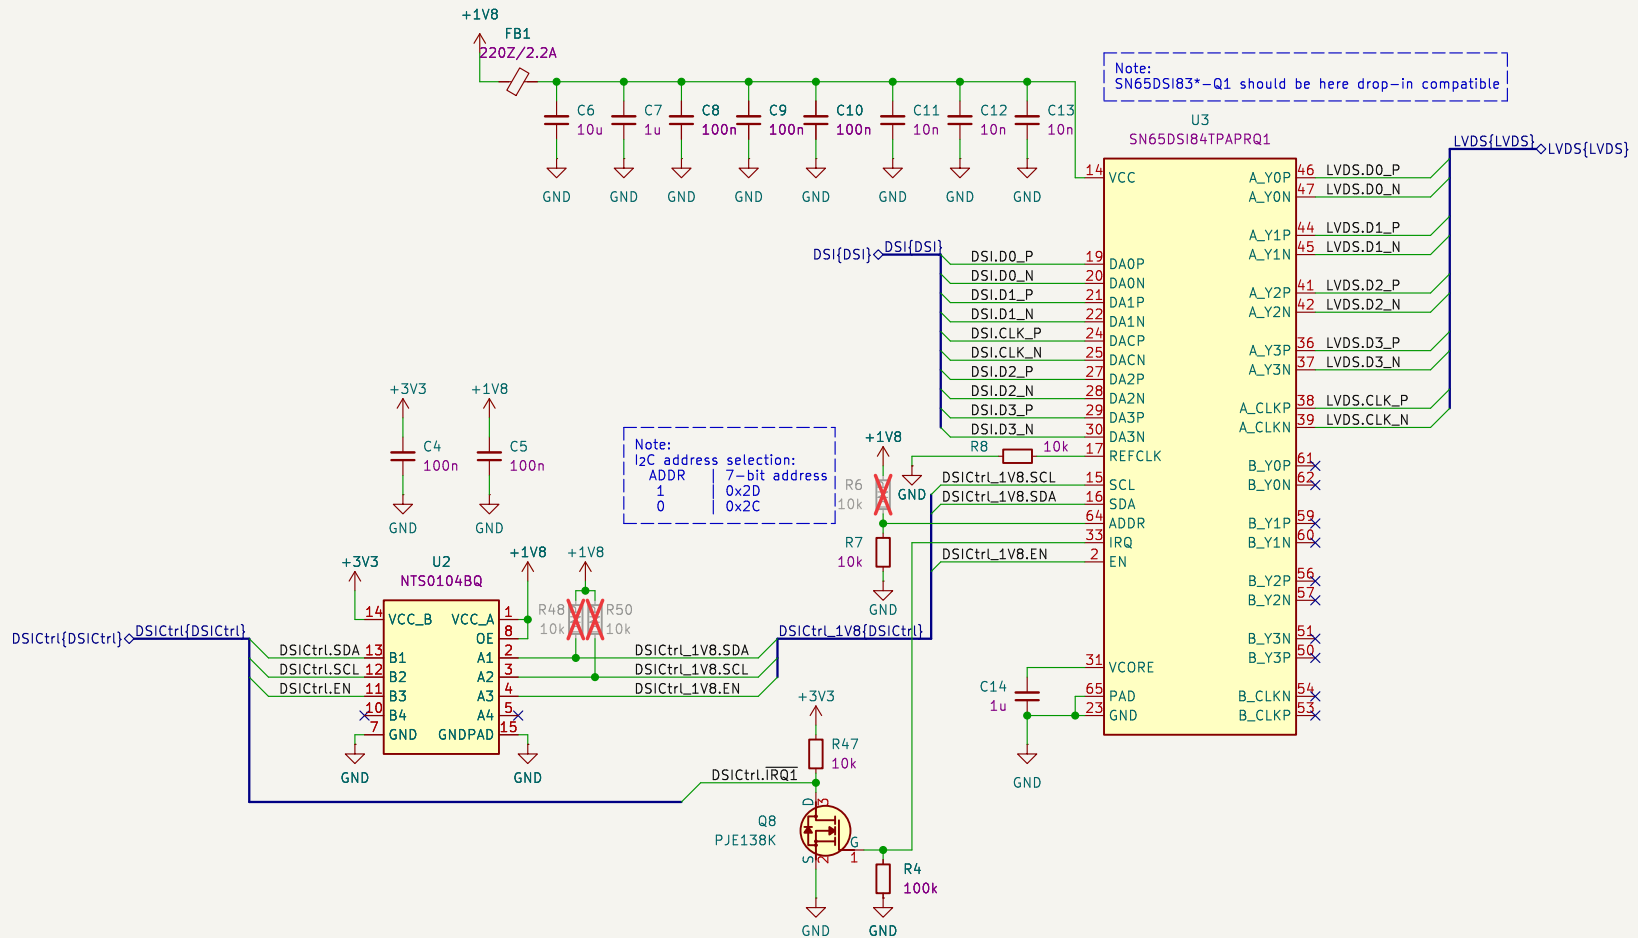 +1V8
FB1
220Z/2.2A
C6
10u
C7
1u
C8
100n
C9
100n
C10
100n
C11
10n
C12
10n
C13
10n
GND
GND
GND
GND
GND
GND
GND
GND
Note:
SN65DSI83*-Q1 should be here drop-in compatible
U3
SN65DSI84TPAPRQ1
LVDS{LVDS}
LVDS{LVDS}
14 VCC
A_Y0P 46 LVDS.D0_P
A_Y0N 47 LVDS.D0_N
A_Y1P 44 LVDS.D1_P
A_Y1N 45 LVDS.D1_N
A_Y2P 41 LVDS.D2_P
A_Y2N 42 LVDS.D2_N
A_Y3P 36 LVDS.D3_P
A_Y3N 37 LVDS.D3_N
A_CLKP 38 LVDS.CLK_P
A_CLKN 39 LVDS.CLK_N
B_Y0P 61
B_Y0N 62
B_Y1P 59
B_Y1N 60
B_Y2P 56
B_Y2N 57
B_Y3N 51
B_Y3P 50
B_CLKN 54
B_CLKP 53
DSI{DSI}
DSI{DSI}
DSI.D0_P 19 DA0P
DSI.D0_N 20 DA0N
DSI.D1_P 21 DA1P
DSI.D1_N 22 DA1N
DSI.CLK_P 24 DACP
DSI.CLK_N 25 DACN
DSI.D2_P 27 DA2P
DSI.D2_N 28 DA2N
DSI.D3_P 29 DA3P
DSI.D3_N 30 DA3N
R8 10k 17 REFCLK
GND
DSICtrl_1V8.SCL 15 SCL
DSICtrl_1V8.SDA 16 SDA
64 ADDR
33 IRQ
DSICtrl_1V8.EN 2 EN
31 VCORE
65 PAD
23 GND
C14
1u
GND
+1V8
R6
10k
R7
10k
GND
Note:
I2C address selection:
ADDR | 7-bit address
1 | 0x2D
0 | 0x2C
+3V3
C4
100n
GND
+1V8
C5
100n
GND
+3V3
U2
NTS0104BQ
+1V8
+1V8
R48
10k
R50
10k
14 VCC_B VCC_A 1
OE 8
13 B1 A1 2
12 B2 A2 3
11 B3 A3 4
10 B4 A4 5
7 GND GNDPAD 15
GND
GND
DSICtrl{DSICtrl}
DSICtrl{DSICtrl}
DSICtrl.SDA
DSICtrl.SCL
DSICtrl.EN
DSICtrl_1V8{DSICtrl}
DSICtrl_1V8.SDA
DSICtrl_1V8.SCL
DSICtrl_1V8.EN
+3V3
R47
10k
DSICtrl.IRQ1
Q8
PJE138K
D
3
G
1
S
2
R4
100k
GND
GND